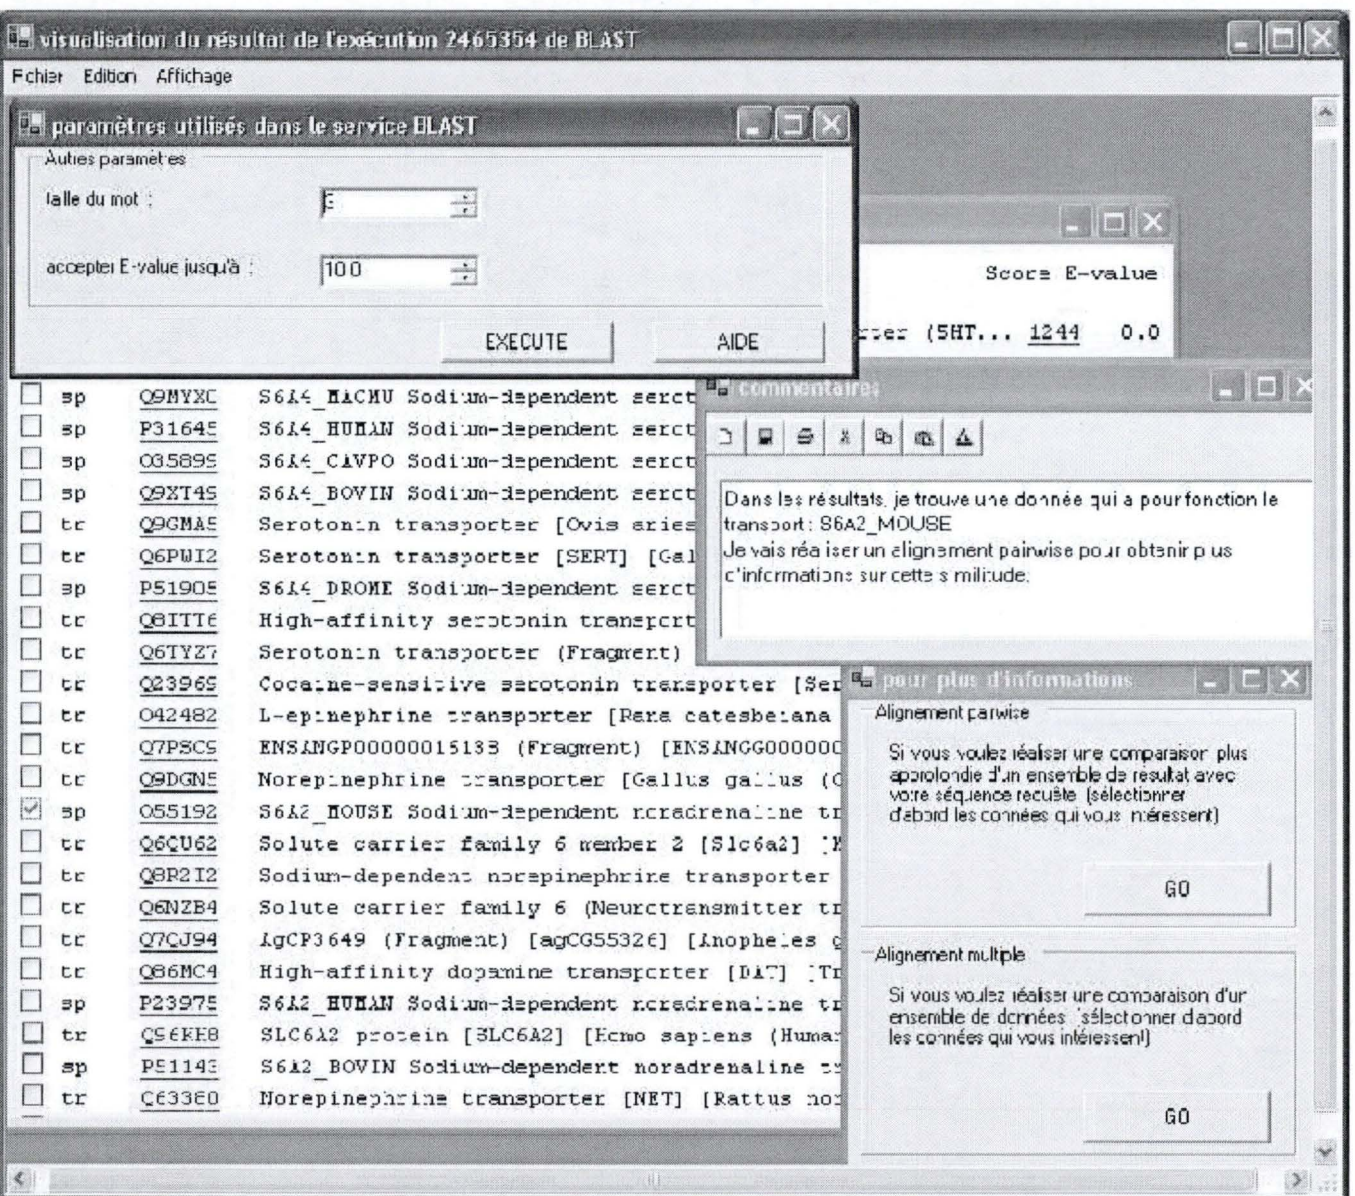 visualisation du résultat de l'exécution 2465354 de BLAST
Fichier Edition Affichage
paramètres utilisés dans le service BLAST
Autres paramètres
taille du mot :
accepter E-value jusqu'à : 100
EXECUTE AIDE
Score E-value
rter (5HT... 1244 0.0
sp Q9MYX0 S6A4_MACMU Sodium-dependent serot
sp P31645 S6A4_HUMAN Sodium-dependent serot
sp O35899 S6A4_CAVPO Sodium-dependent serot
sp Q9XT49 S6A4_BOVIN Sodium-dependent serot
tr Q9GMA5 Serotonin transporter [Ovis aries
tr Q6PWI2 Serotonin transporter [SERT] [Gal
sp P51905 S6A4_DROME Sodium-dependent serot
tr Q8ITT6 High-affinity serotonin transport
tr Q6TYZ7 Serotonin transporter (Fragment)
tr Q23969 Cocaine-sensitive serotonin transporter [Ser
tr O42482 L-epinephrine transporter [Rana catesbeiana
tr Q7PSC9 ENSANGP00000015133 (Fragment) [ENSANGG000000
tr Q9DGN5 Norepinephrine transporter [Gallus gallus (C
sp O55192 S6A2_MOUSE Sodium-dependent noradrenaline tr
tr Q6QU62 Solute carrier family 6 member 2 [Slc6a2] [M
tr Q8R2I2 Sodium-dependent norepinephrine transporter
tr Q6NZB4 Solute carrier family 6 (Neurotransmitter tr
tr Q7CJ94 AgCP3649 (Fragment) [agCG55326] [Anopheles g
tr Q86MC4 High-affinity dopamine transporter [DAT] [Tr
sp P23975 S6A2_HUMAN Sodium-dependent noradrenaline tr
tr Q96KE8 SLC6A2 protein [SLC6A2] [Homo sapiens (Human
sp P51143 S6A2_BOVIN Sodium-dependent noradrenaline tr
tr Q63380 Norepinephrine transporter [NET] [Rattus nor
commentaires
Dans les résultats, je trouve une donnée qui a pour fonction le
transport : S6A2_MOUSE
Je vais réaliser un alignement pairwise pour obtenir plus
d'informations sur cette similitude.
pour plus d'informations
Alignement pairwise
Si vous voulez réaliser une comparaison plus
approfondie d'un ensemble de résultat avec
votre séquence requête (sélectionner
d'abord les données qui vous intéressent)
GO
Alignement multiple
Si vous voulez réaliser une comparaison d'un
ensemble de données (sélectionner d'abord
les données qui vous intéressent)
GO